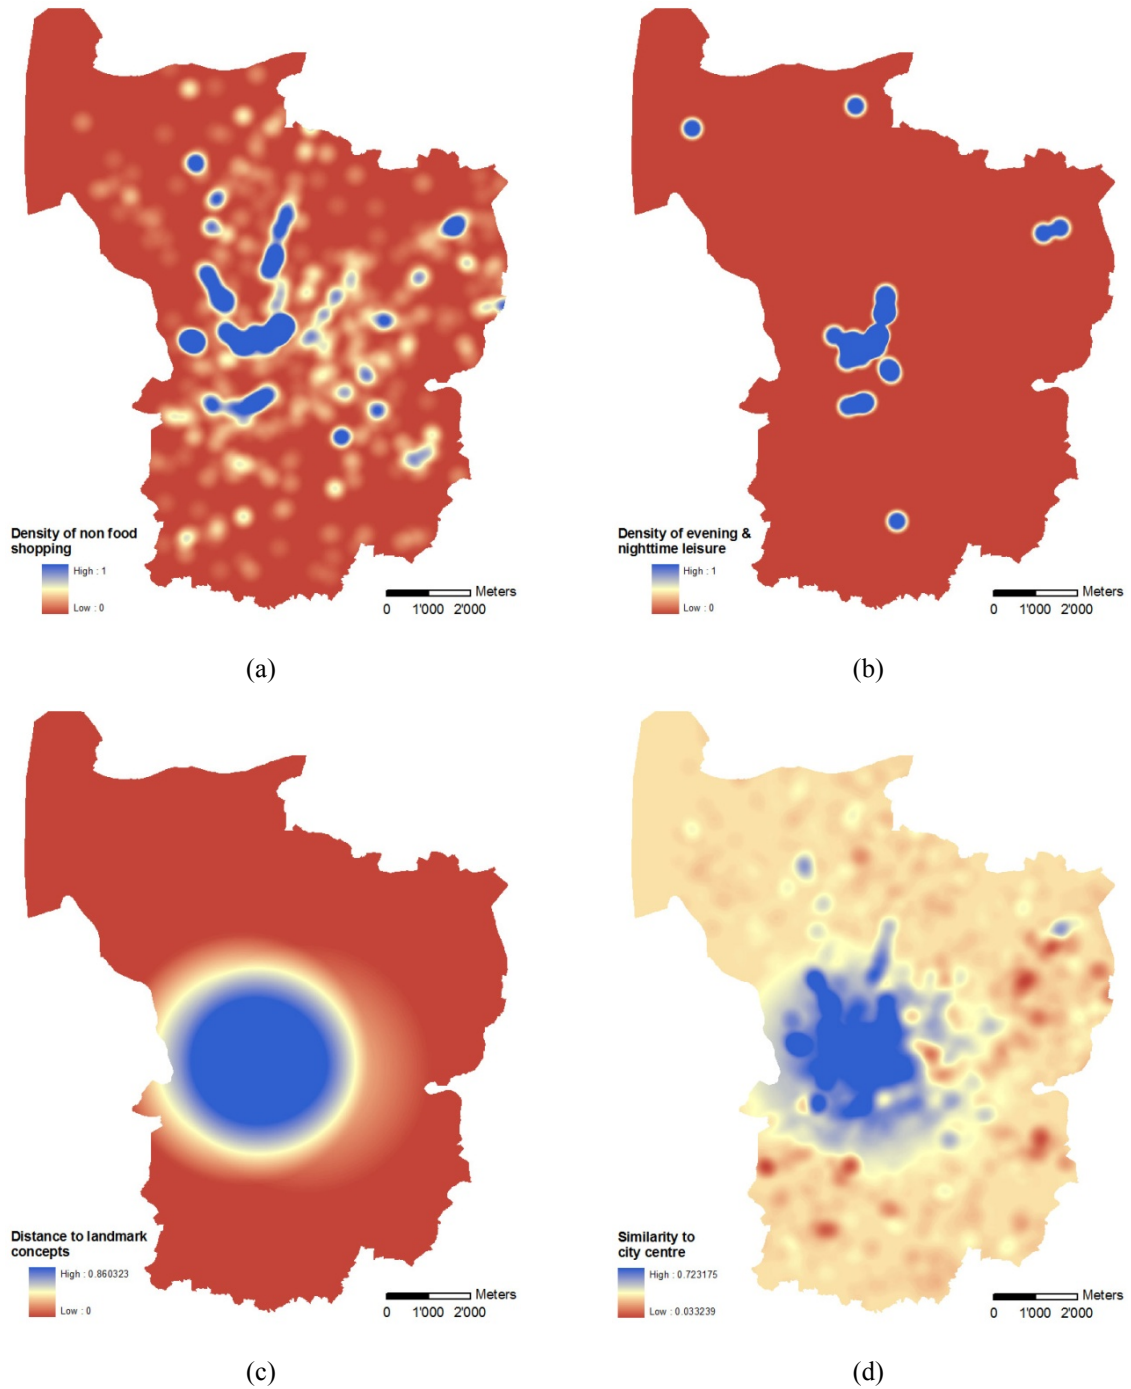 Density of non food
shopping
High : 1
Low : 0
Meters
0 1'000 2'000
(a)
Density of evening &
nighttime leisure
High : 1
Low : 0
Meters
0 1'000 2'000
(b)
Distance to landmark
concepts
High : 0.860323
Low : 0
Meters
0 1'000 2'000
(c)
Similarity to
city centre
High : 0.723175
Low : 0.033239
Meters
0 1'000 2'000
(d)